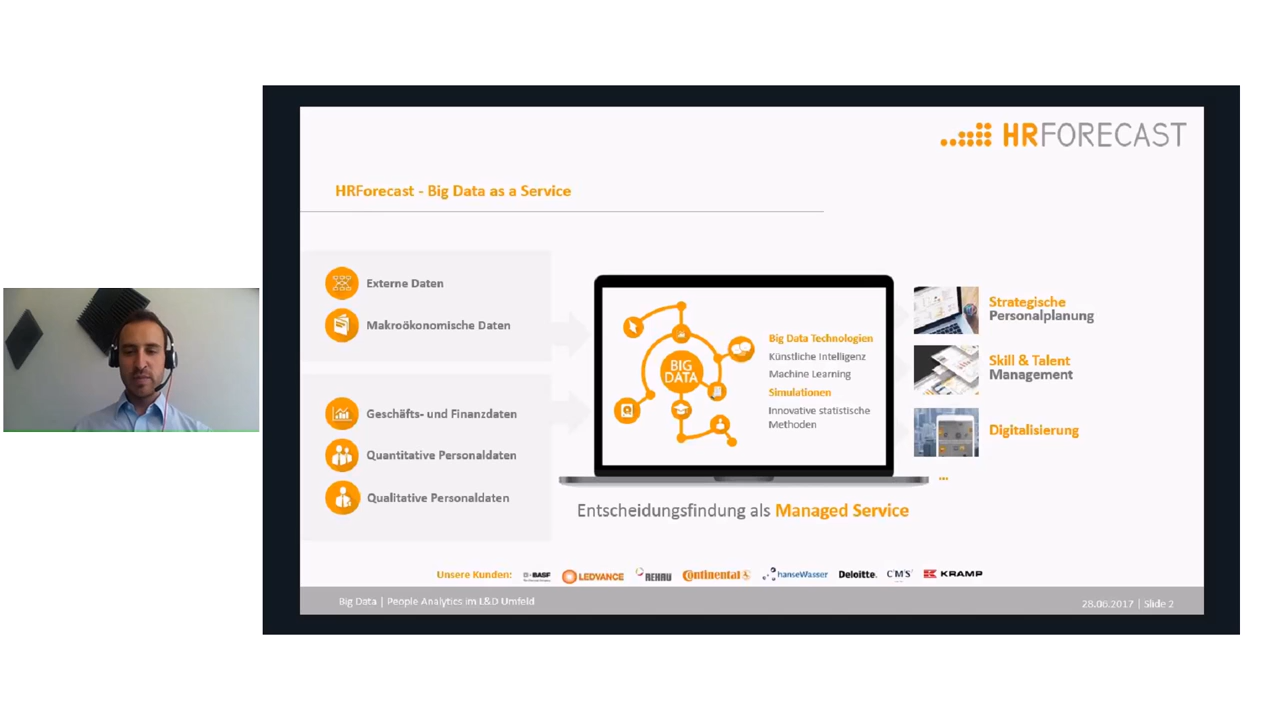 HRFORECAST
HRForecast - Big Data as a Service
Externe Daten
Makroökonomische Daten
Geschäfts- und Finanzdaten
Quantitative Personaldaten
Qualitative Personaldaten
BIG
DATA
Big Data Technologien
Künstliche Intelligenz
Machine Learning
Simulationen
Innovative statistische
Methoden
Entscheidungsfindung als Managed Service
Strategische
Personalplanung
Skill & Talent
Management
Digitalisierung
...
Unsere Kunden: BASF LEDVANCE REHAU Continental hanseWasser Deloitte. C'M'S' KRAMP
Big Data | People Analytics im L&D Umfeld
28.06.2017 | Slide 2